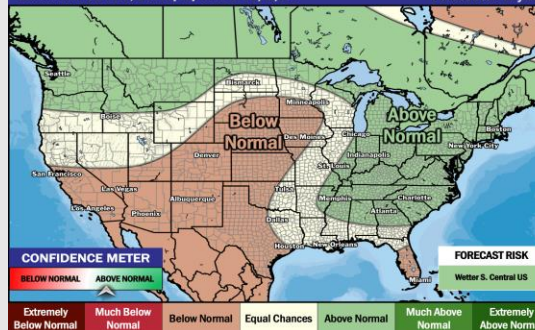 Seattle
Bismarck
Minneapolis
Boise
Below
Normal
Above
Normal
Boston
Chicago
New York City
Des Moines
Denver
Indianapolis
San Francisco
St. Louis
Las Vegas
Tulsa
Memphis
Charlotte
Los Angeles
Albuquerque
Phoenix
Atlanta
Dallas
Houston
New Orleans
Miami
CONFIDENCE METER
BELOW NORMAL ABOVE NORMAL
FORECAST RISK
Wetter S. Central US
Extremely Below Normal
Much Below Normal
Below Normal
Equal Chances
Above Normal
Much Above Normal
Extremely